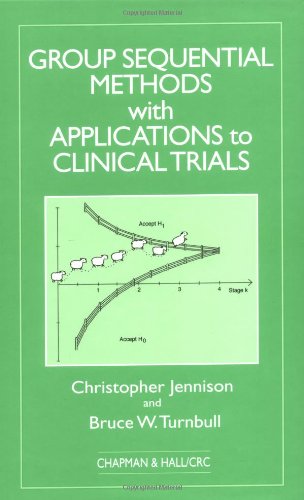 GROUP SEQUENTIAL
METHODS
with
APPLICATIONS to
CLINICAL TRIALS
Accept H1
0 1 2 3 4
Stage k
Accept H0
Christopher Jennison
and
Bruce W. Turnbull
CHAPMAN & HALL/CRC